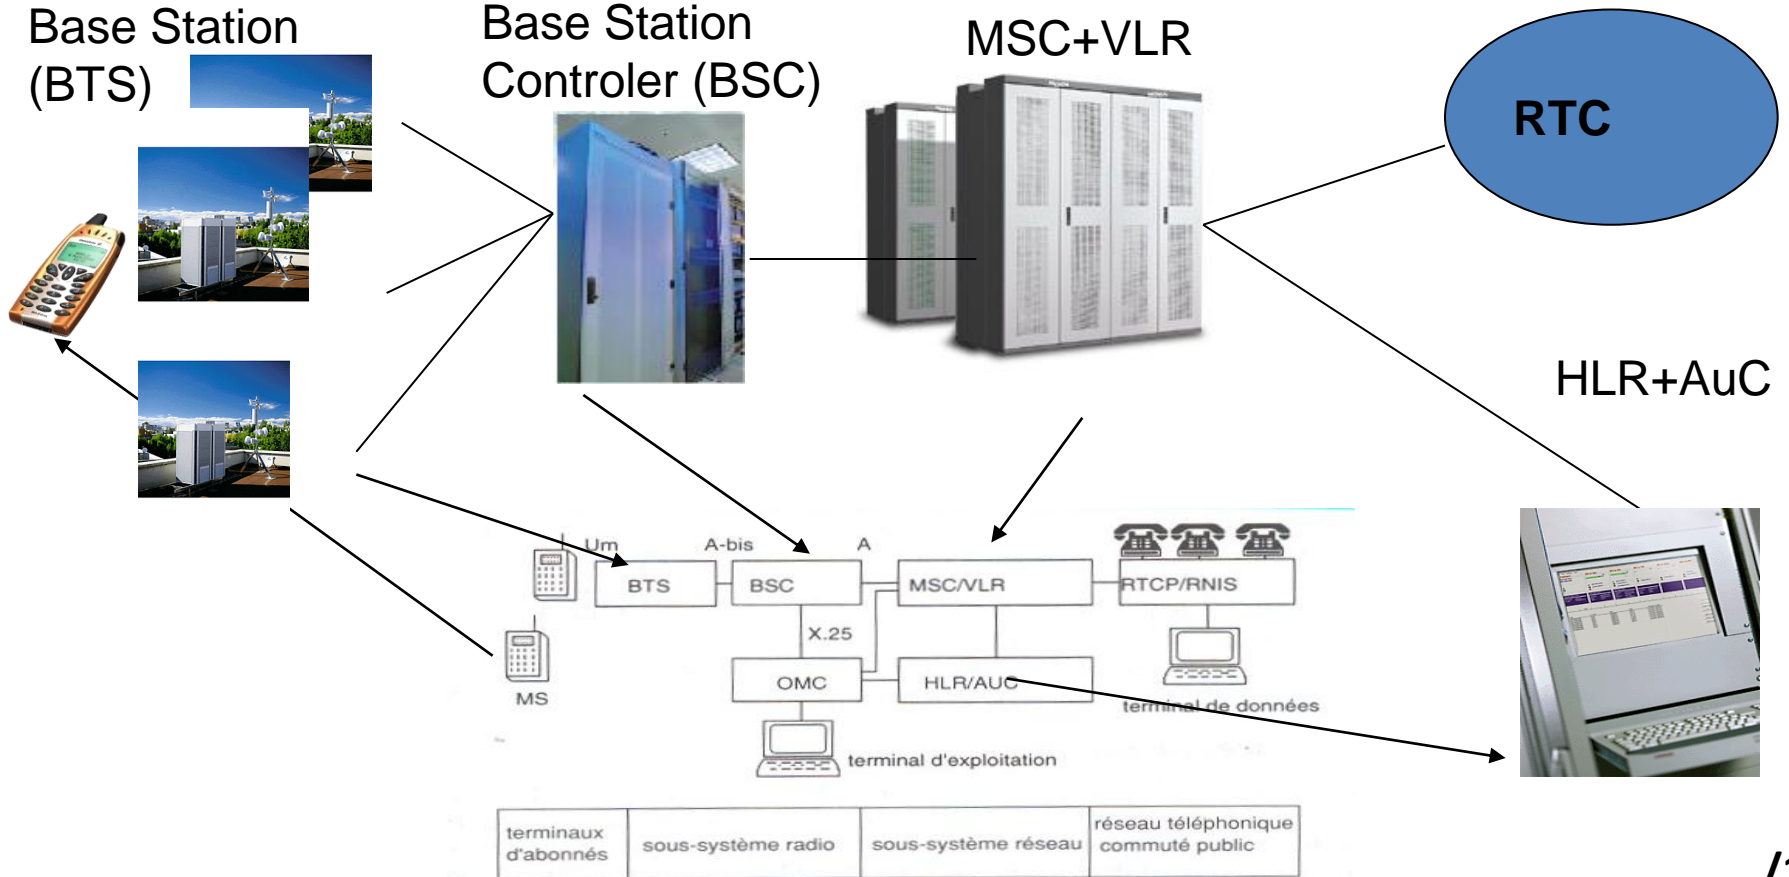 Base Station
(BTS)
Base Station
Controler (BSC)
MSC+VLR
RTC
HLR+AuC
Um
A-bis
A
BTS
BSC
MSC/VLR
RTCP/RNIS
X.25
MS
OMC
HLR/AUC
terminal de données
terminal d'exploitation
terminaux
d'abonnés
sous-système radio
sous-système réseau
réseau téléphonique
commuté public